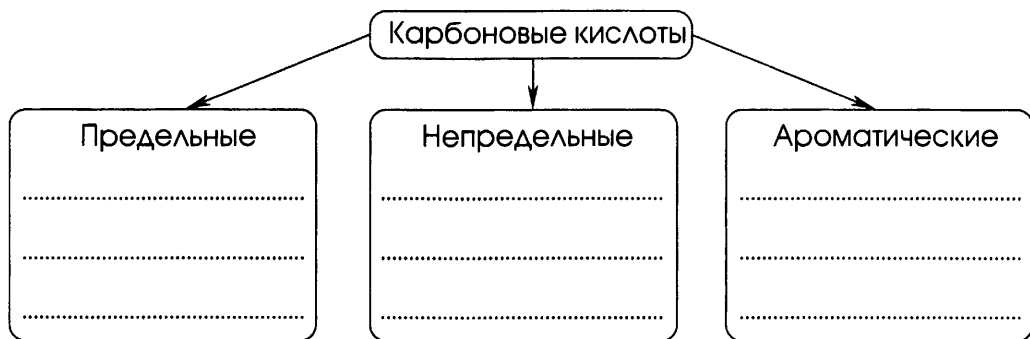 Карбоновые кислоты
Предельные
Непредельные
Ароматические